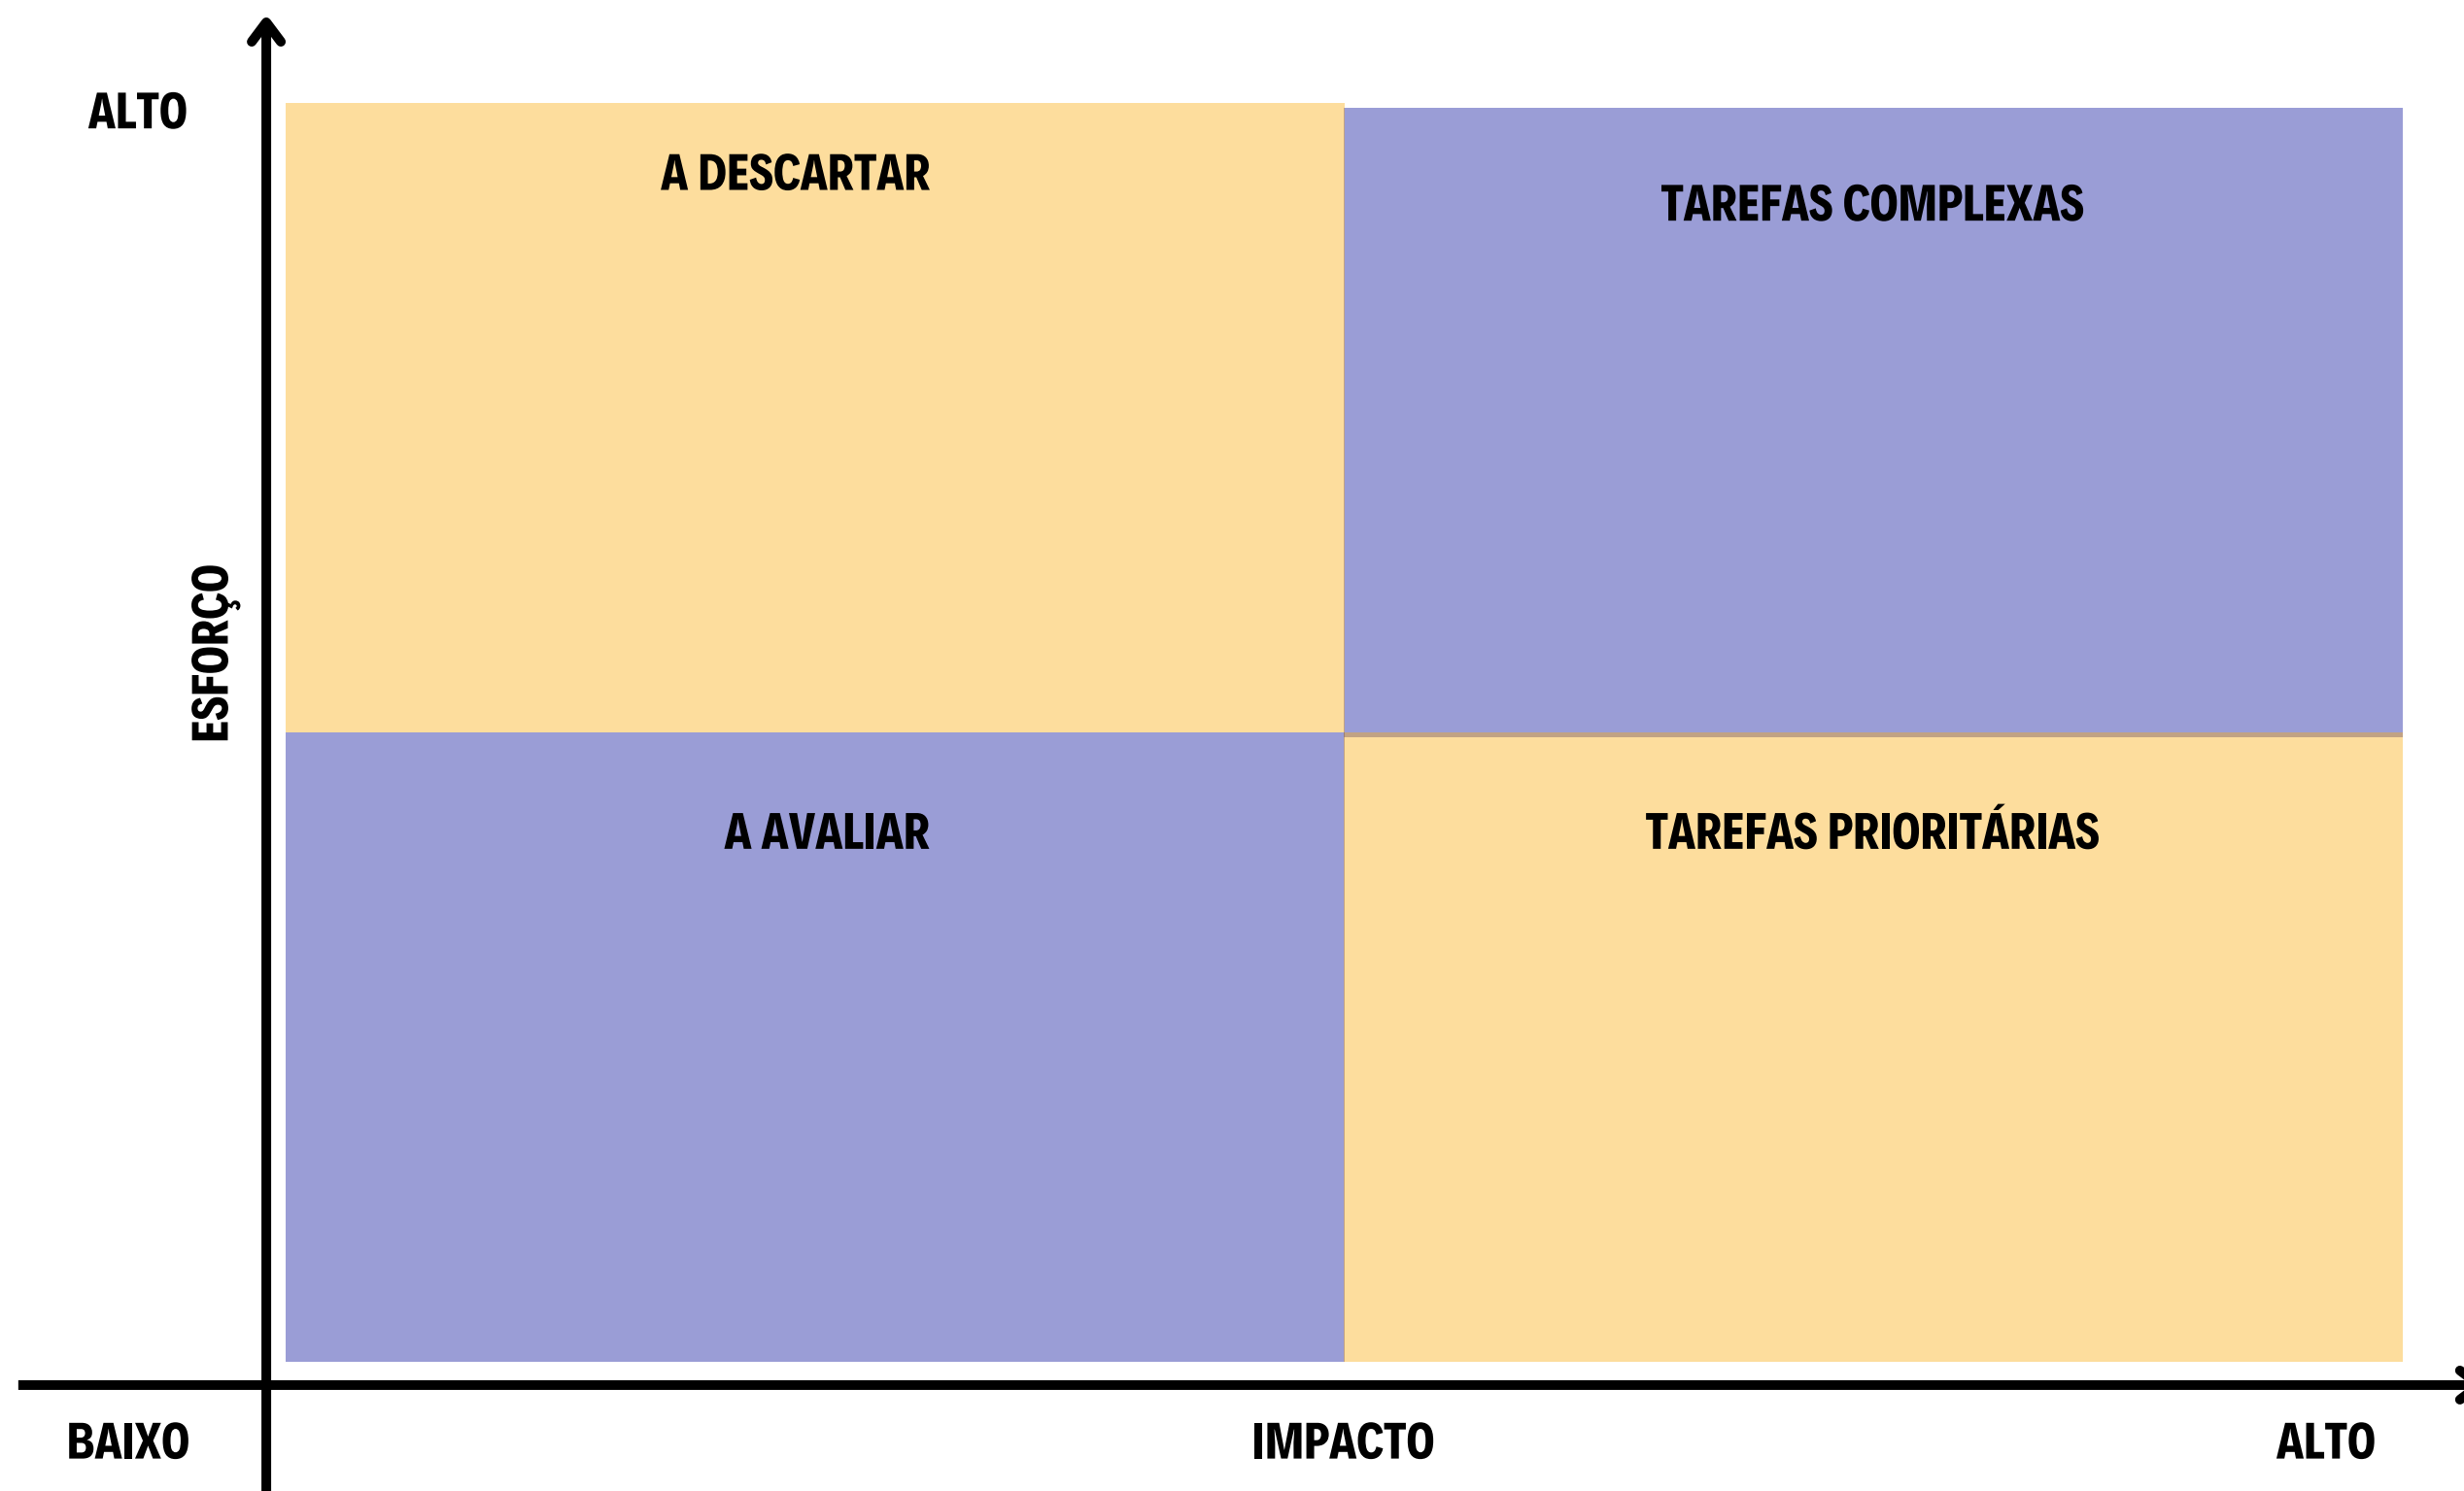 ALTO
A DESCARTAR
TAREFAS COMPLEXAS
ESFORÇO
A AVALIAR
TAREFAS PRIORITÁRIAS
BAIXO
IMPACTO
ALTO